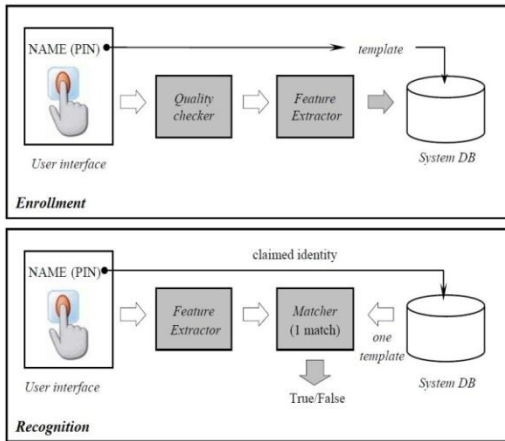 NAME (PIN)
template
Quality
checker
Feature
Extractor
User interface
System DB
Enrollment
claimed identity
NAME (PIN)
Feature
Extractor
Matcher
(1 match)
one
template
User interface
True/False
System DB
Recognition